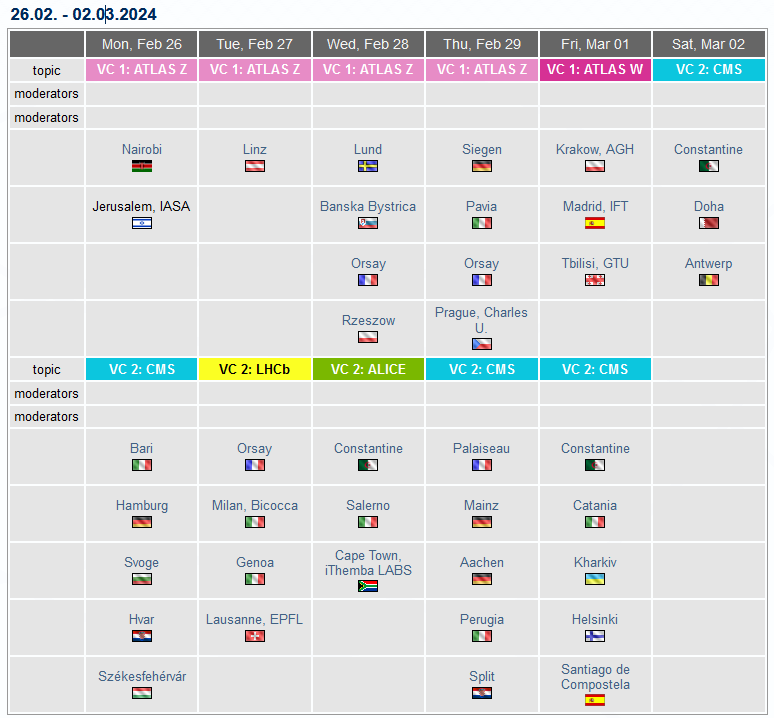 26.02. - 02.03.2024
Mon, Feb 26 Tue, Feb 27 Wed, Feb 28 Thu, Feb 29 Fri, Mar 01 Sat, Mar 02
topic VC 1: ATLAS Z VC 1: ATLAS Z VC 1: ATLAS Z VC 1: ATLAS Z VC 1: ATLAS W VC 2: CMS
moderators
moderators
Nairobi Linz Lund Siegen Krakow, AGH Constantine
Jerusalem, IASA Banska Bystrica Pavia Madrid, IFT Doha
Orsay Orsay Tbilisi, GTU Antwerp
Rzeszow Prague, Charles
U.
topic VC 2: CMS VC 2: LHCb VC 2: ALICE VC 2: CMS VC 2: CMS
moderators
moderators
Bari Orsay Constantine Palaiseau Constantine
Hamburg Milan, Bicocca Salerno Mainz Catania
Svoge Genoa Cape Town, Aachen Kharkiv
iThemba LABS
Hvar Lausanne, EPFL Perugia Helsinki
Székesfehérvár Split Santiago de
Compostela